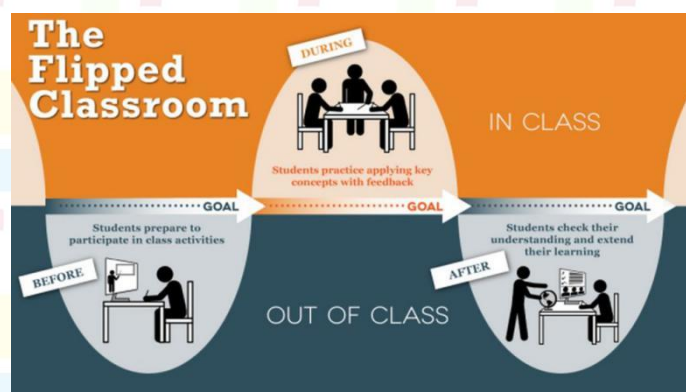 The
Flipped
Classroom
DURING
IN CLASS
Students practice applying key
concepts with feedback
GOAL
GOAL
GOAL
Students prepare to
participate in class activities
BEFORE
OUT OF CLASS
Students check their
understanding and extend
their learning
AFTER